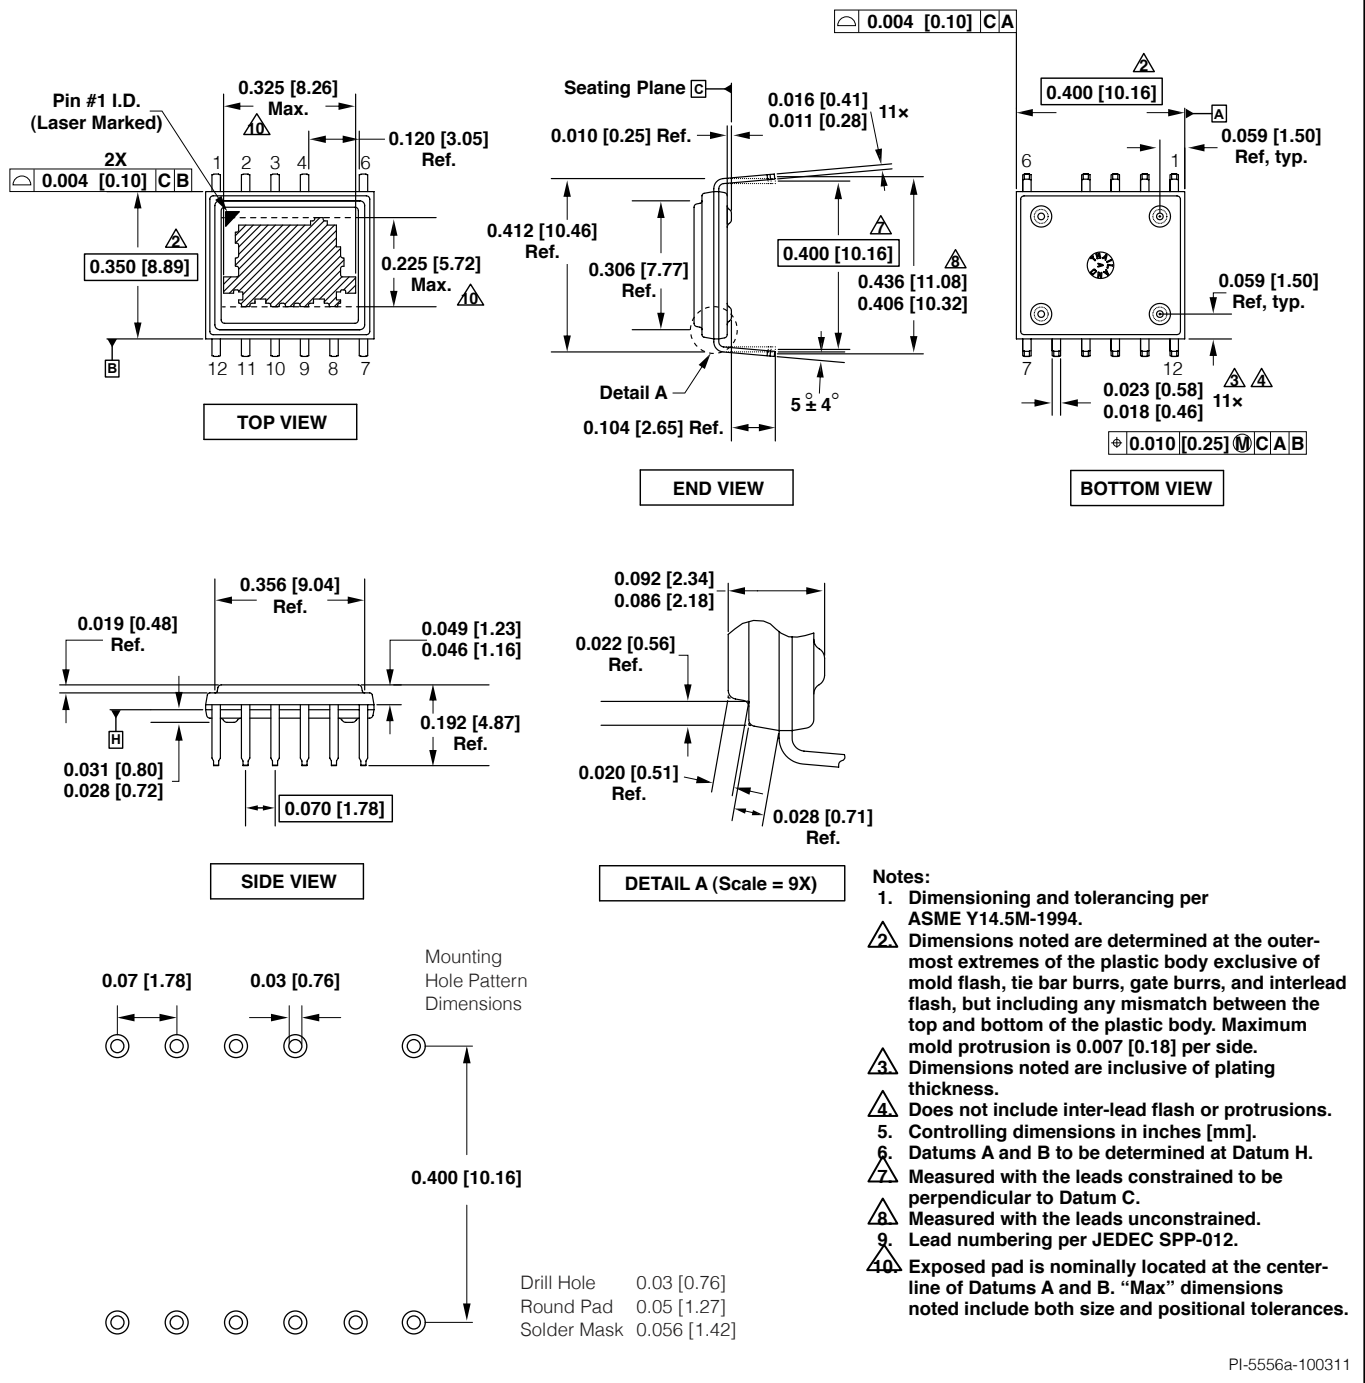 ⌓ 0.004 [0.10] C A
Pin #1 I.D.
(Laser Marked)
0.325 [8.26]
Max.
10
0.120 [3.05]
Ref.
2X
⌓ 0.004 [0.10] C B
1 2 3 4 6
2
0.350 [8.89]
0.225 [5.72]
Max.
10
B
12 11 10 9 8 7
TOP VIEW
Seating Plane C
0.010 [0.25] Ref.
0.016 [0.41]
0.011 [0.28]
11×
0.412 [10.46]
Ref.
0.306 [7.77]
Ref.
7
0.400 [10.16]
8
0.436 [11.08]
0.406 [10.32]
Detail A
5° ± 4°
0.104 [2.65] Ref.
END VIEW
2
0.400 [10.16]
A
0.059 [1.50]
Ref, typ.
6 1
0.059 [1.50]
Ref, typ.
7 12
0.023 [0.58]
0.018 [0.46]
11×
3 4
⌖ 0.010 [0.25] Ⓜ C A B
BOTTOM VIEW
0.356 [9.04]
Ref.
0.019 [0.48]
Ref.
0.049 [1.23]
0.046 [1.16]
H
0.192 [4.87]
Ref.
0.031 [0.80]
0.028 [0.72]
0.070 [1.78]
SIDE VIEW
0.092 [2.34]
0.086 [2.18]
0.022 [0.56]
Ref.
0.020 [0.51]
Ref.
0.028 [0.71]
Ref.
DETAIL A (Scale = 9X)
Mounting
Hole Pattern
Dimensions
0.07 [1.78]
0.03 [0.76]
0.400 [10.16]
Drill Hole 0.03 [0.76]
Round Pad 0.05 [1.27]
Solder Mask 0.056 [1.42]
Notes:
1. Dimensioning and tolerancing per
ASME Y14.5M-1994.
2. Dimensions noted are determined at the outer-
most extremes of the plastic body exclusive of
mold flash, tie bar burrs, gate burrs, and interlead
flash, but including any mismatch between the
top and bottom of the plastic body. Maximum
mold protrusion is 0.007 [0.18] per side.
3. Dimensions noted are inclusive of plating
thickness.
4. Does not include inter-lead flash or protrusions.
5. Controlling dimensions in inches [mm].
6. Datums A and B to be determined at Datum H.
7. Measured with the leads constrained to be
perpendicular to Datum C.
8. Measured with the leads unconstrained.
9. Lead numbering per JEDEC SPP-012.
10. Exposed pad is nominally located at the center-
line of Datums A and B. “Max” dimensions
noted include both size and positional tolerances.
PI-5556a-100311